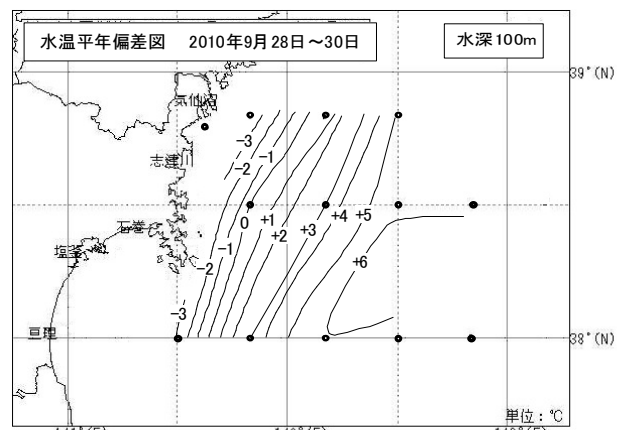 水温平年偏差図 2010年9月28日～30日
水深100m
39°(N)
気仙沼
-3
-1
志津川
-2
0
+1
+4
+5
石巻
+3
+2
塩釜
-1
+6
-2
-3
亘理
38°(N)
単位：℃